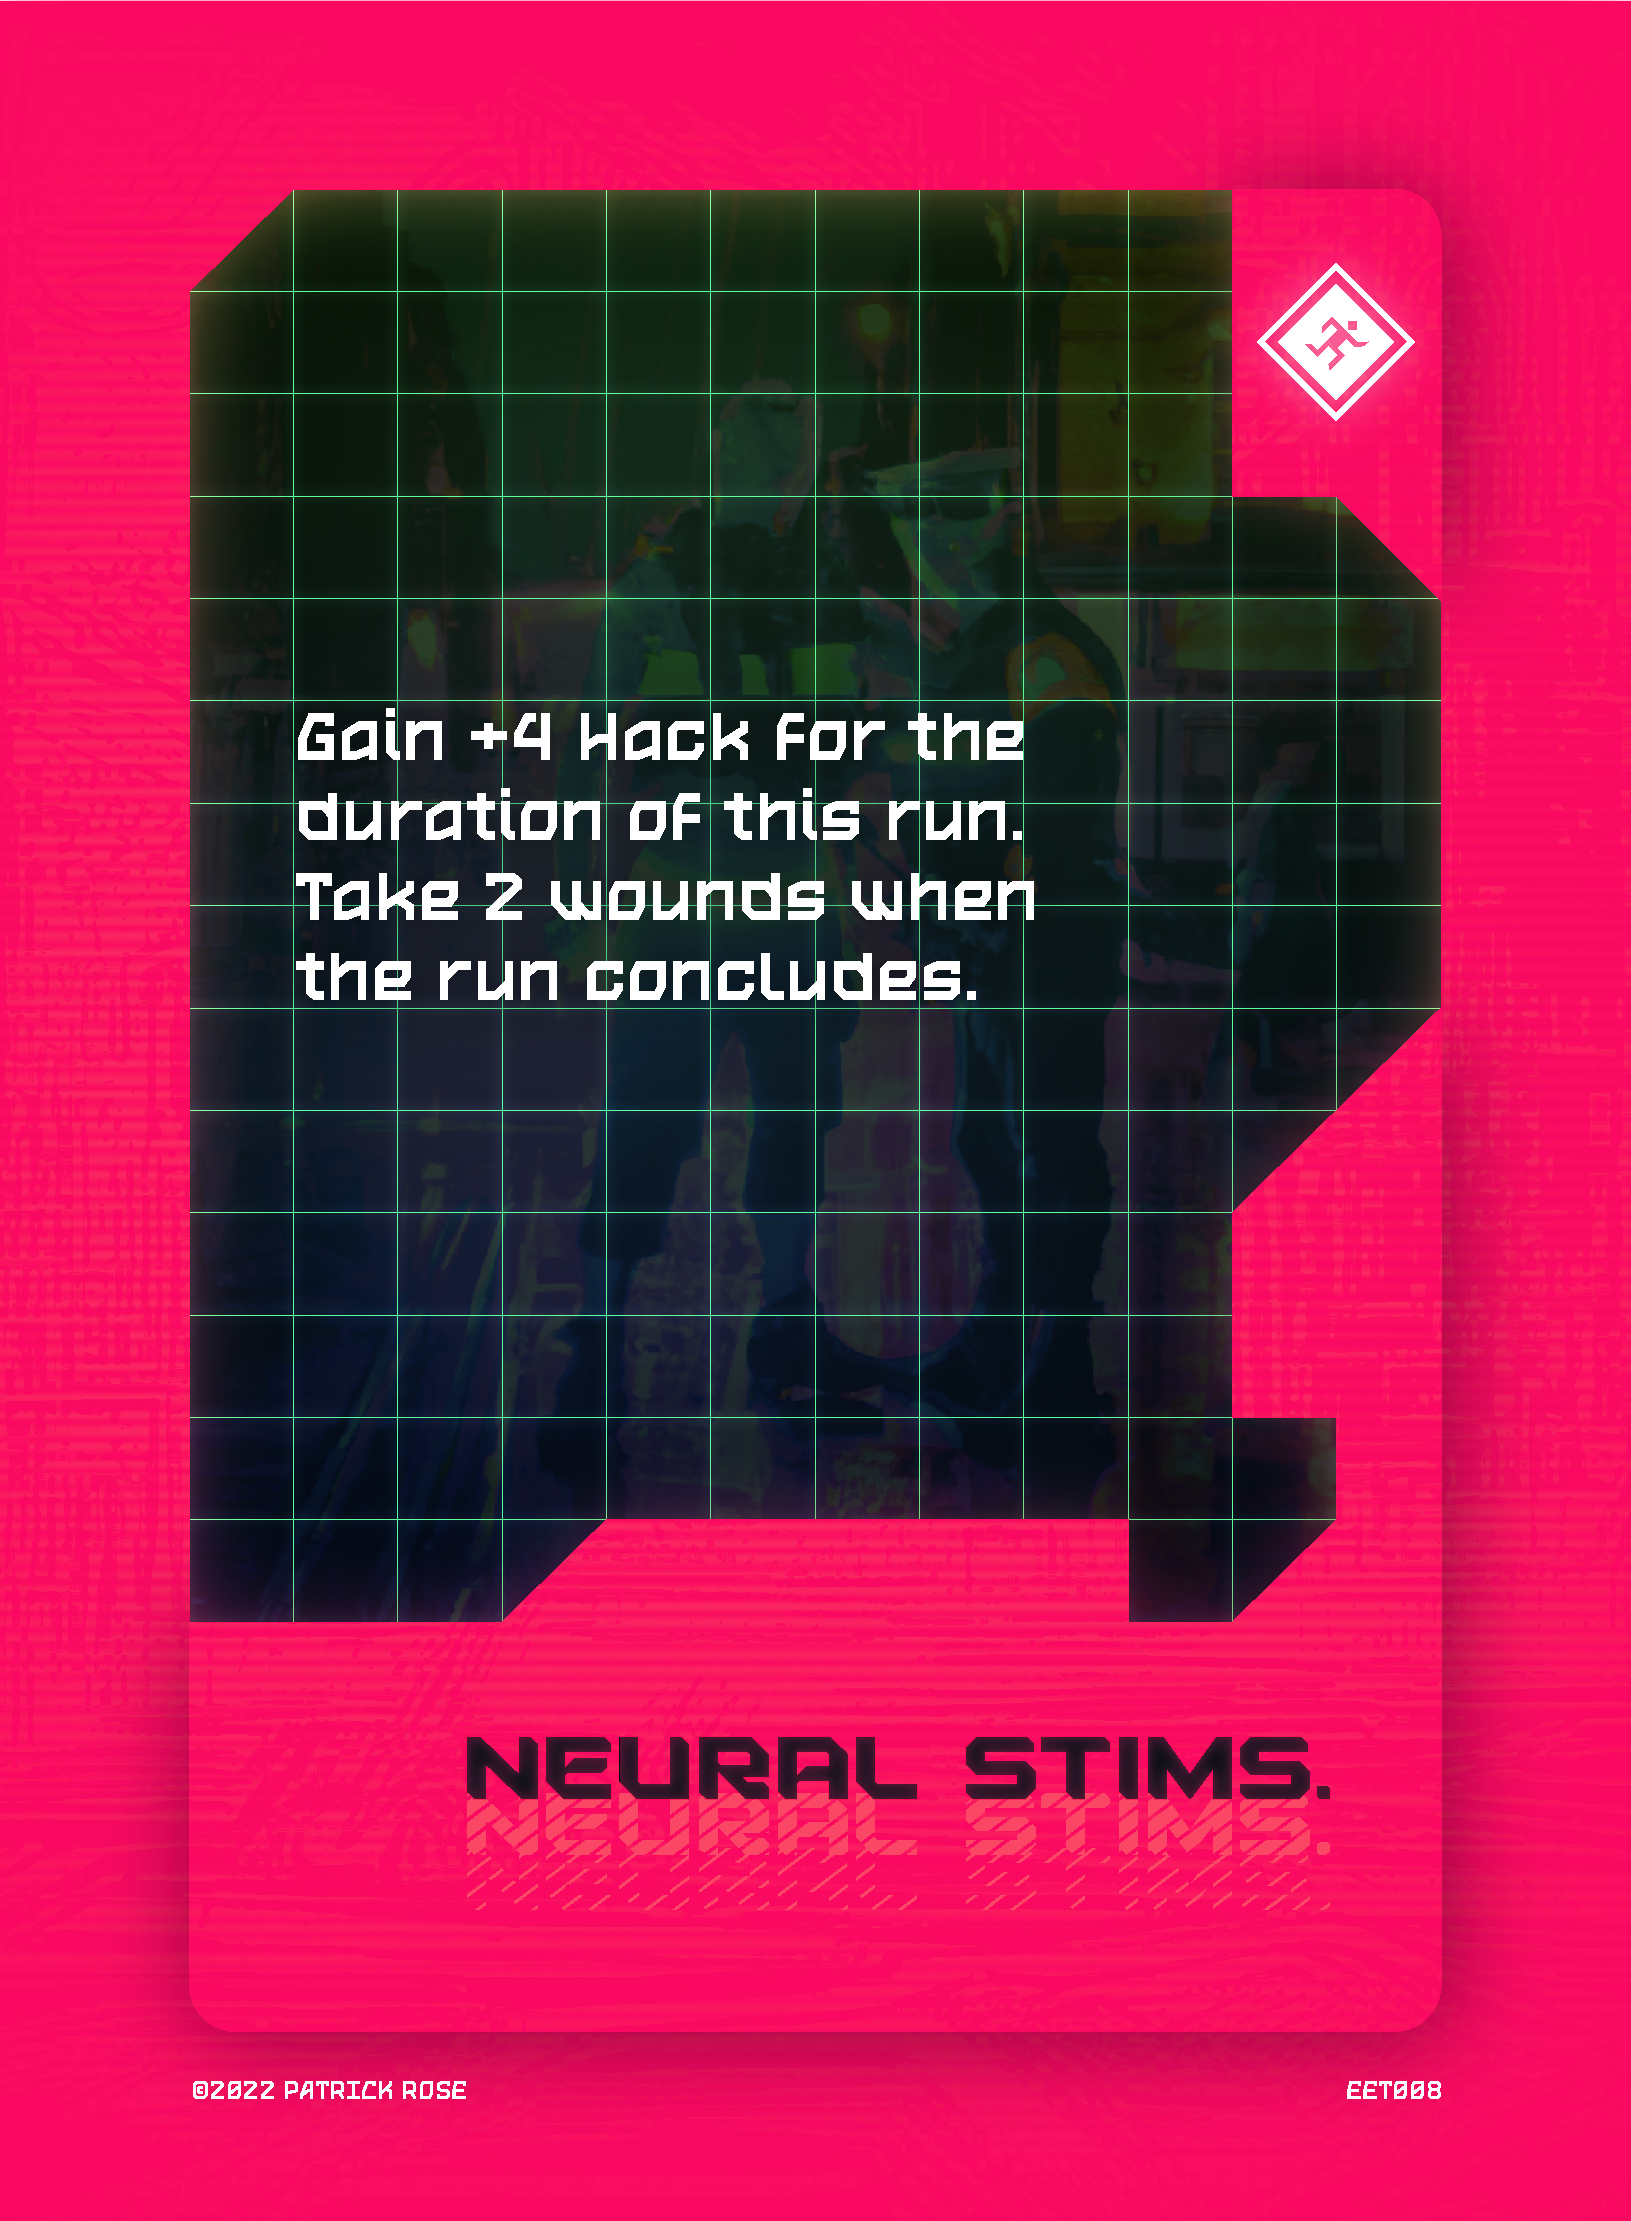 Gain +4 Hack for the
duration of this run.
Take 2 wounds when
the run concludes.
NEURAL STIMS.
NEURAL STIMS.
©2022 PATRICK ROSE
EET008